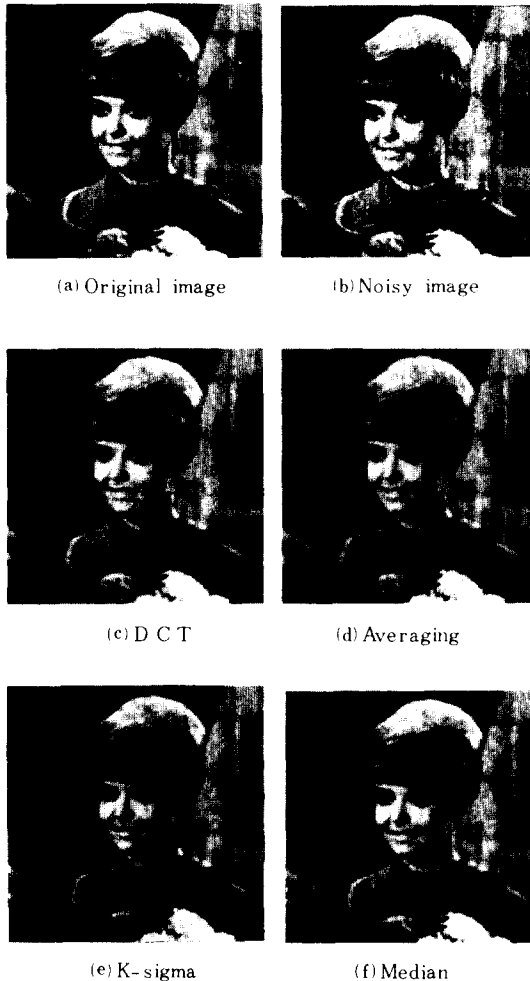 (a) Original image
(b) Noisy image
(c) D C T
(d) Averaging
(e) K-sigma
(f) Median